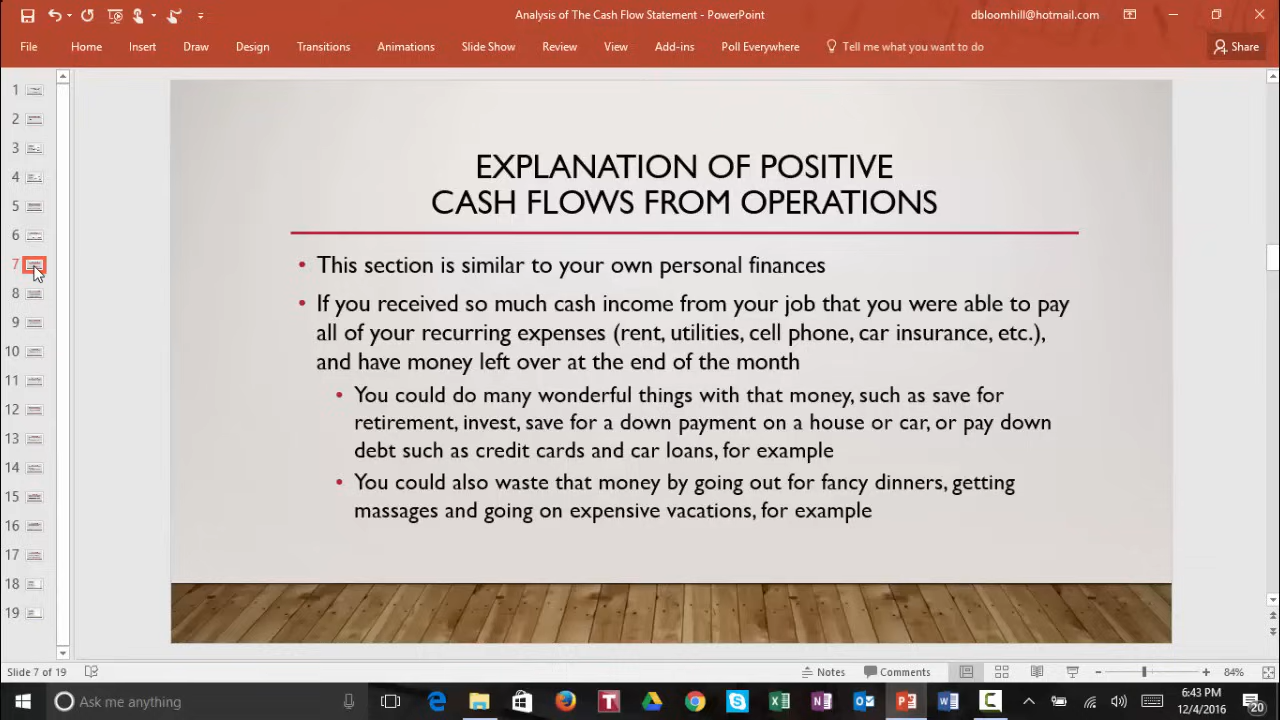 Analysis of The Cash Flow Statement - PowerPoint
dbloomhill@hotmail.com
File Home Insert Draw Design Transitions Animations Slide Show Review View Add-ins Poll Everywhere Tell me what you want to do Share
1
2
3
4
5
6
7
8
9
10
11
12
13
14
15
16
17
18
19
EXPLANATION OF POSITIVE
CASH FLOWS FROM OPERATIONS
• This section is similar to your own personal finances
• If you received so much cash income from your job that you were able to pay
all of your recurring expenses (rent, utilities, cell phone, car insurance, etc.),
and have money left over at the end of the month
• You could do many wonderful things with that money, such as save for
retirement, invest, save for a down payment on a house or car, or pay down
debt such as credit cards and car loans, for example
• You could also waste that money by going out for fancy dinners, getting
massages and going on expensive vacations, for example
Slide 7 of 19 Notes Comments 84%
Ask me anything
6:43 PM
12/4/2016
20